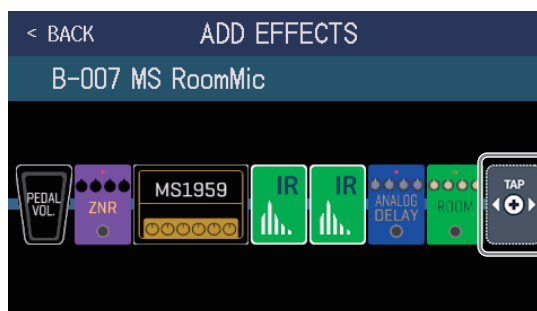 < BACK ADD EFFECTS
B-007 MS RoomMic
PEDAL
VOL.
ZNR
MS1959
IR
IR
ANALOG
DELAY
ROOM
TAP